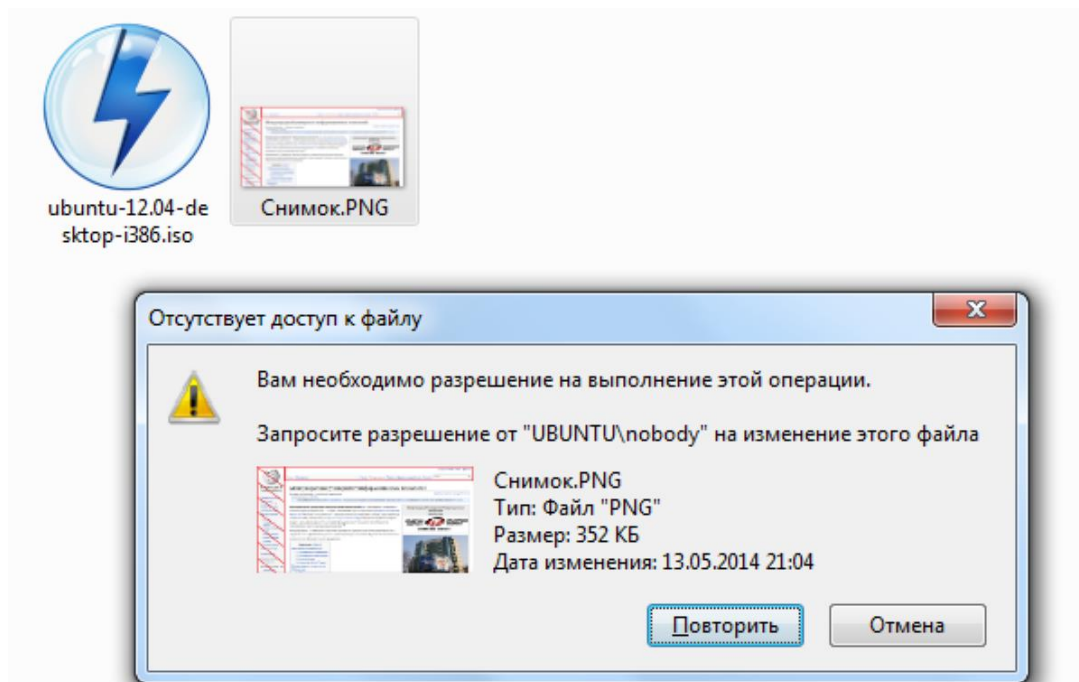 ubuntu-12.04-de
sktop-i386.iso
Снимок.PNG
Отсутствует доступ к файлу
Вам необходимо разрешение на выполнение этой операции.
Запросите разрешение от "UBUNTU\nobody" на изменение этого файла
Снимок.PNG
Тип: Файл "PNG"
Размер: 352 КБ
Дата изменения: 13.05.2014 21:04
Повторить
Отмена